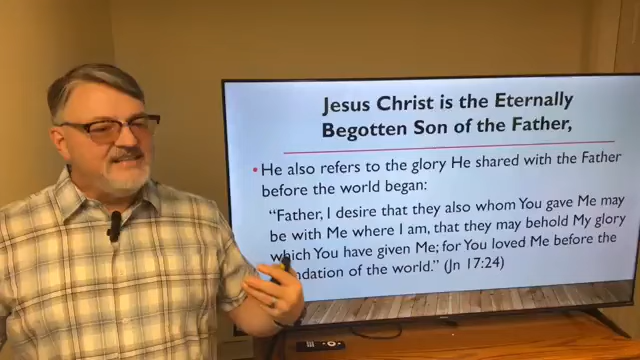 Jesus Christ is the Eternally
Begotten Son of the Father,
• He also refers to the glory He shared with the Father
before the world began:
“Father, I desire that they also whom You gave Me may
be with Me where I am, that they may behold My glory
which You have given Me; for You loved Me before the
ndation of the world.” (Jn 17:24)